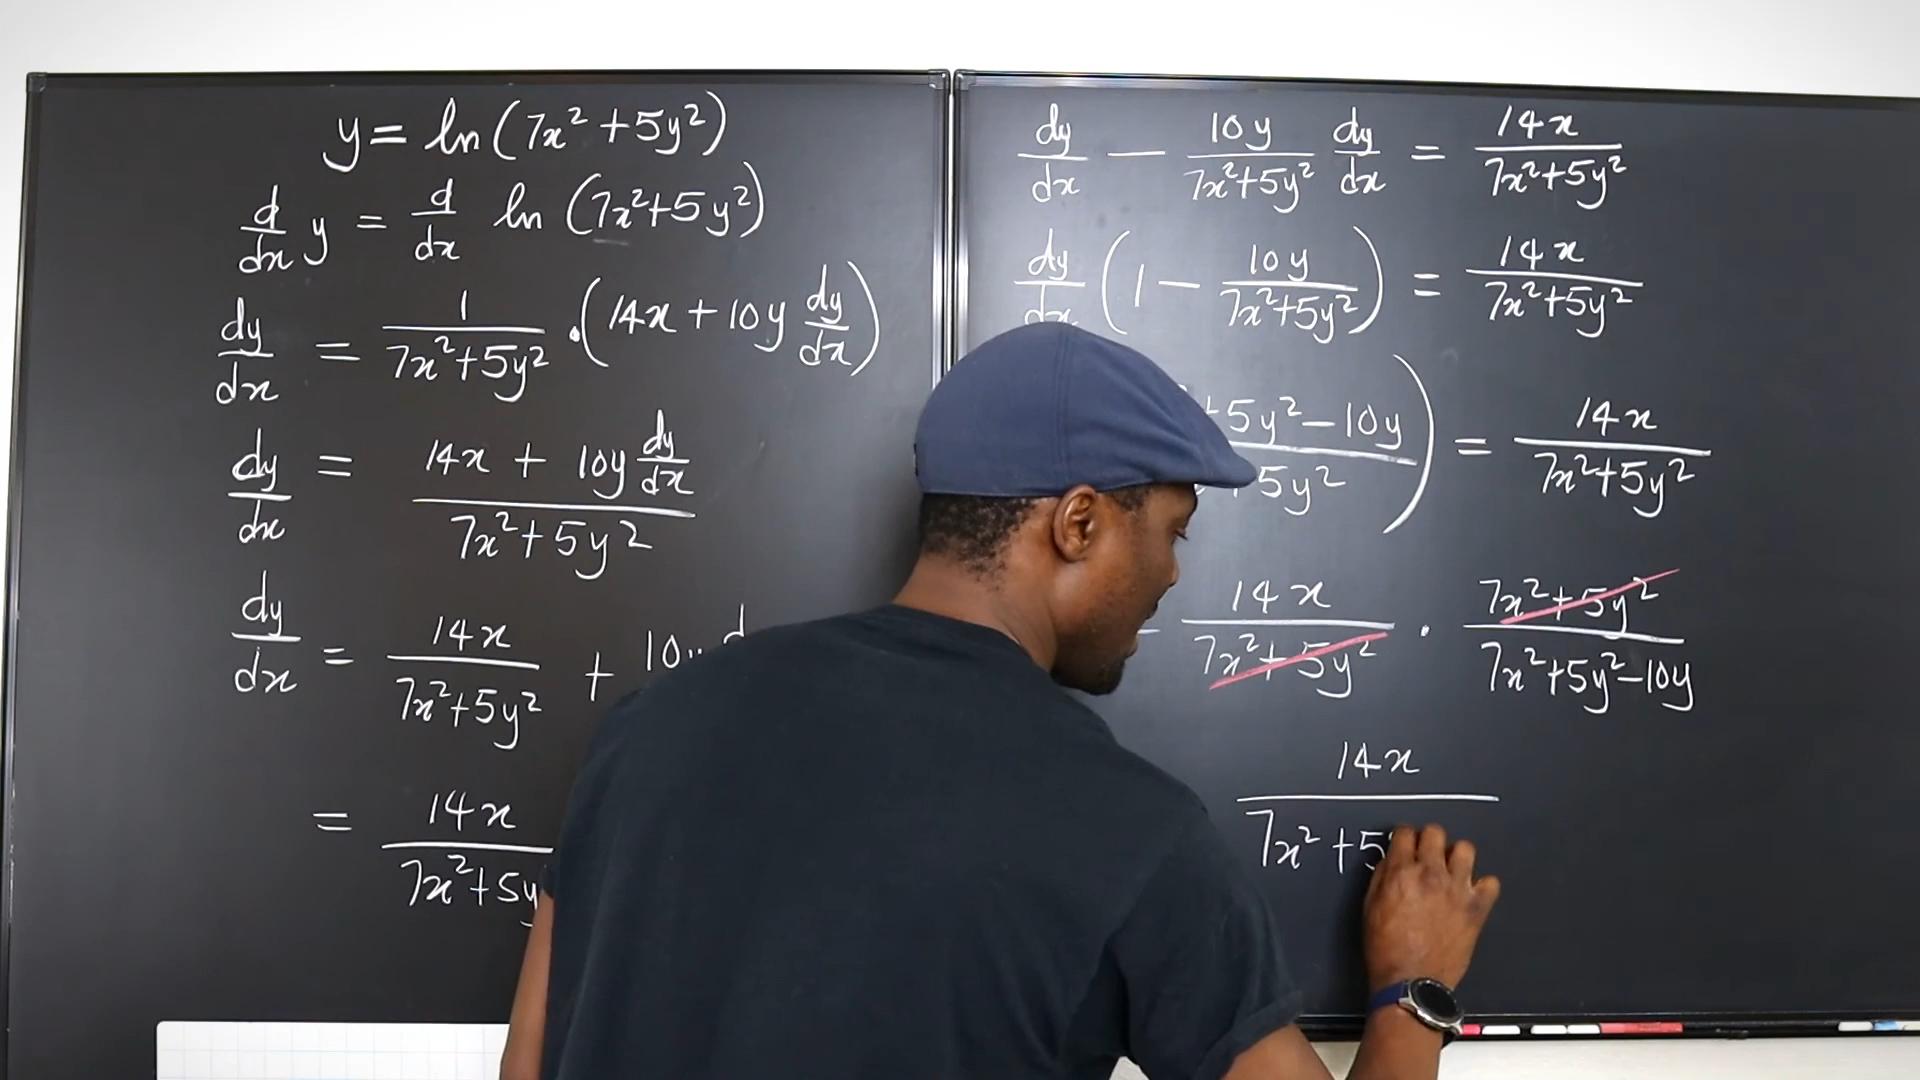 y = ln(7x² + 5y²)
d/dx y = d/dx ln (7x²+5y²)
dy/dx = 1/(7x²+5y²) · (14x + 10y dy/dx)
dy/dx = (14x + 10y dy/dx)/(7x²+5y²)
dy/dx = 14x/(7x²+5y²) + 10y
= 14x/(7x²+5y
dy/dx − 10y/(7x²+5y²) dy/dx = 14x/(7x²+5y²)
dy/dx (1 − 10y/(7x²+5y²)) = 14x/(7x²+5y²)
+5y²−10y / +5y² ) = 14x/(7x²+5y²)
14x/(7x²+5y²) · (7x²+5y²)/(7x²+5y²−10y)
14x/(7x²+5